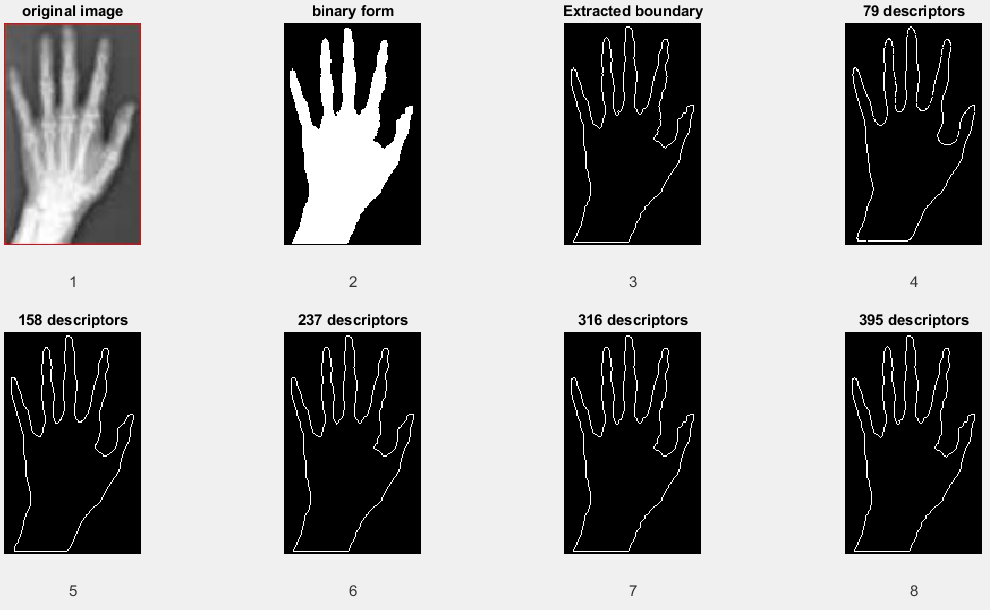 original image
binary form
Extracted boundary
79 descriptors
1
2
3
4
158 descriptors
237 descriptors
316 descriptors
395 descriptors
5
6
7
8